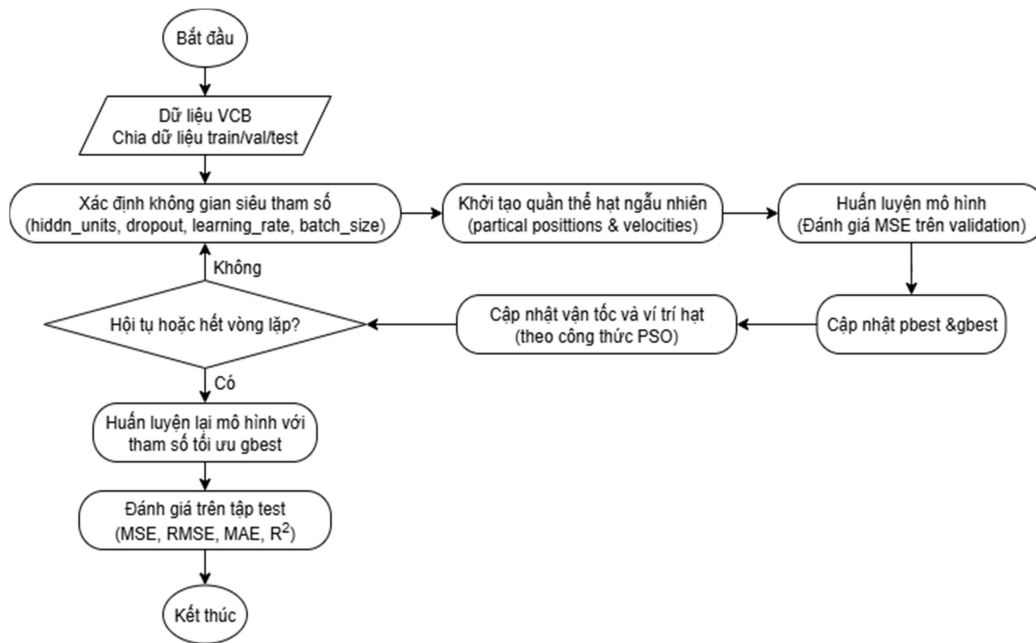 Bắt đầu
Dữ liệu VCB
Chia dữ liệu train/val/test
Xác định không gian siêu tham số
(hiddn_units, dropout, learning_rate, batch_size)
Khởi tạo quần thể hạt ngẫu nhiên
(partical posittions & velocities)
Huấn luyện mô hình
(Đánh giá MSE trên validation)
Cập nhật pbest &gbest
Cập nhật vận tốc và ví trí hạt
(theo công thức PSO)
Hội tụ hoặc hết vòng lặp?
Không
Có
Huấn luyện lại mô hình với
tham số tối ưu gbest
Đánh giá trên tập test
(MSE, RMSE, MAE, R²)
Kết thúc